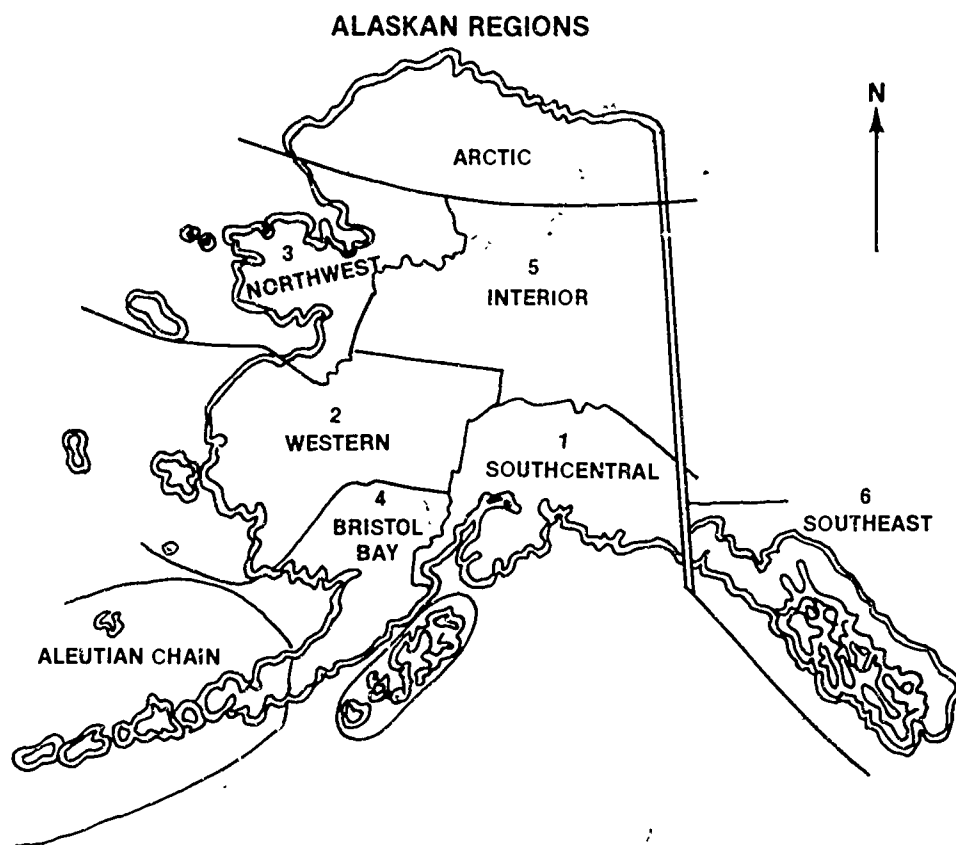 ALASKAN REGIONS
N
ARCTIC
3
NORTHWEST
5
INTERIOR
2
WESTERN
1
SOUTHCENTRAL
4
BRISTOL
BAY
6
SOUTHEAST
ALEUTIAN CHAIN